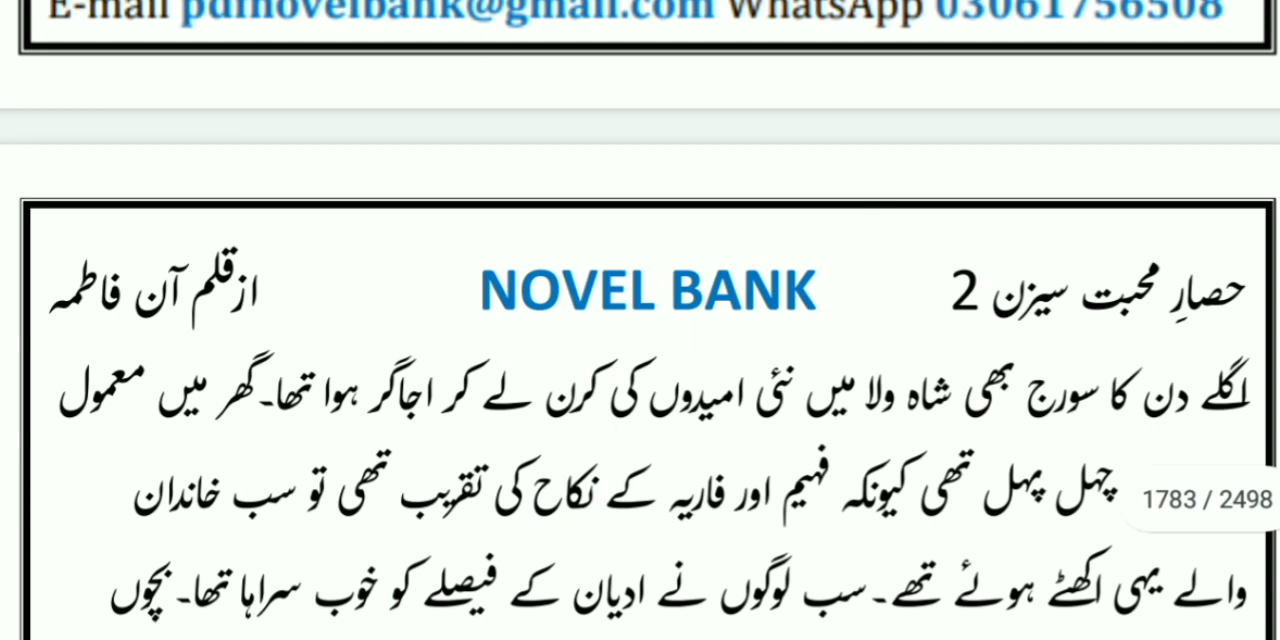 E-mail pdfnovelbank@gmail.com WhatsApp 03061756508
حصارِ محبت سیزن 2 NOVEL BANK ازقلم آن فاطمہ
اگلے دن کا سورج بھی شاہ ولا میں نئی امیدوں کی کرن لے کر اجاگر ہوا تھا۔گھر میں معمول
چہل پہل تھی کیونکہ فہیم اور فاریہ کے نکاح کی تقریب تھی تو سب خاندان
1783 / 2498
والے یہی اکھٹے ہوئے تھے۔سب لوگوں نے ادیان کے فیصلے کو خوب سراہا تھا۔بچوں